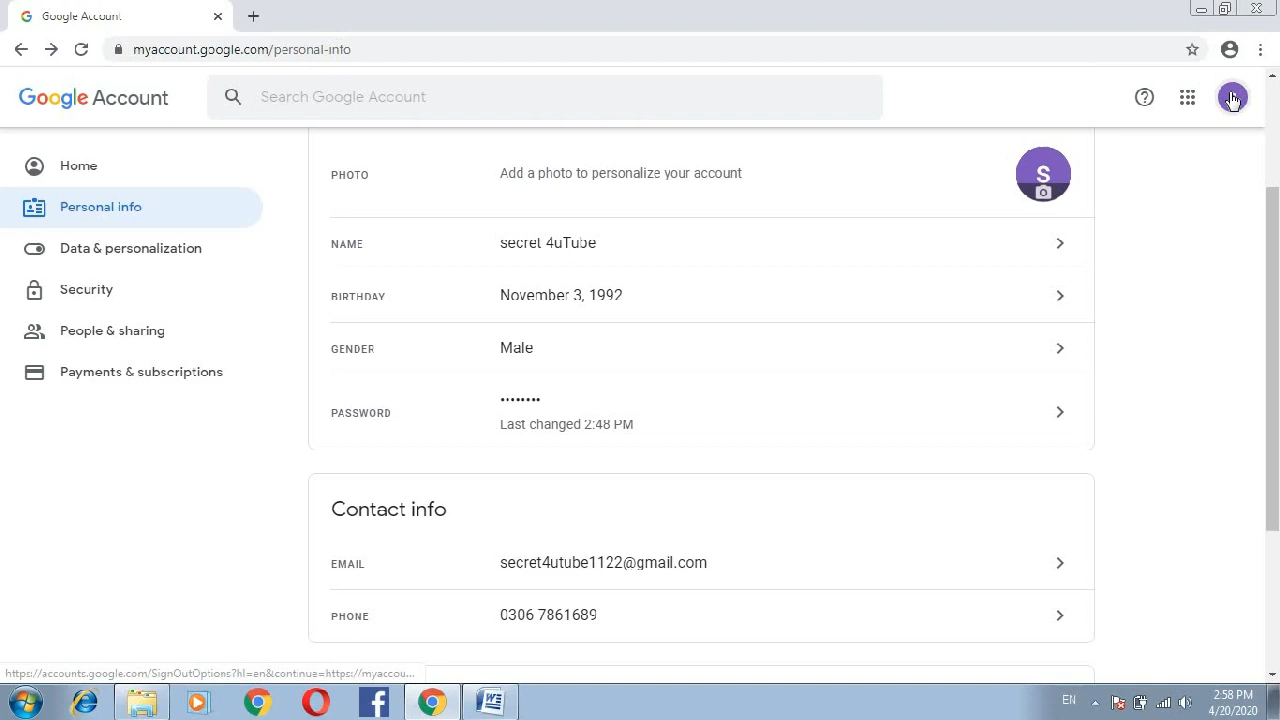 Google Account
myaccount.google.com/personal-info
Google Account
Search Google Account
Home
Personal info
Data & personalization
Security
People & sharing
Payments & subscriptions
PHOTO
Add a photo to personalize your account
S
NAME
secret 4uTube
BIRTHDAY
November 3, 1992
GENDER
Male
PASSWORD
••••••••
Last changed 2:48 PM
Contact info
EMAIL
secret4utube1122@gmail.com
PHONE
0306 7861689
https://accounts.google.com/SignOutOptions?hl=en&continue=https://myaccou...
EN
2:58 PM
4/20/2020